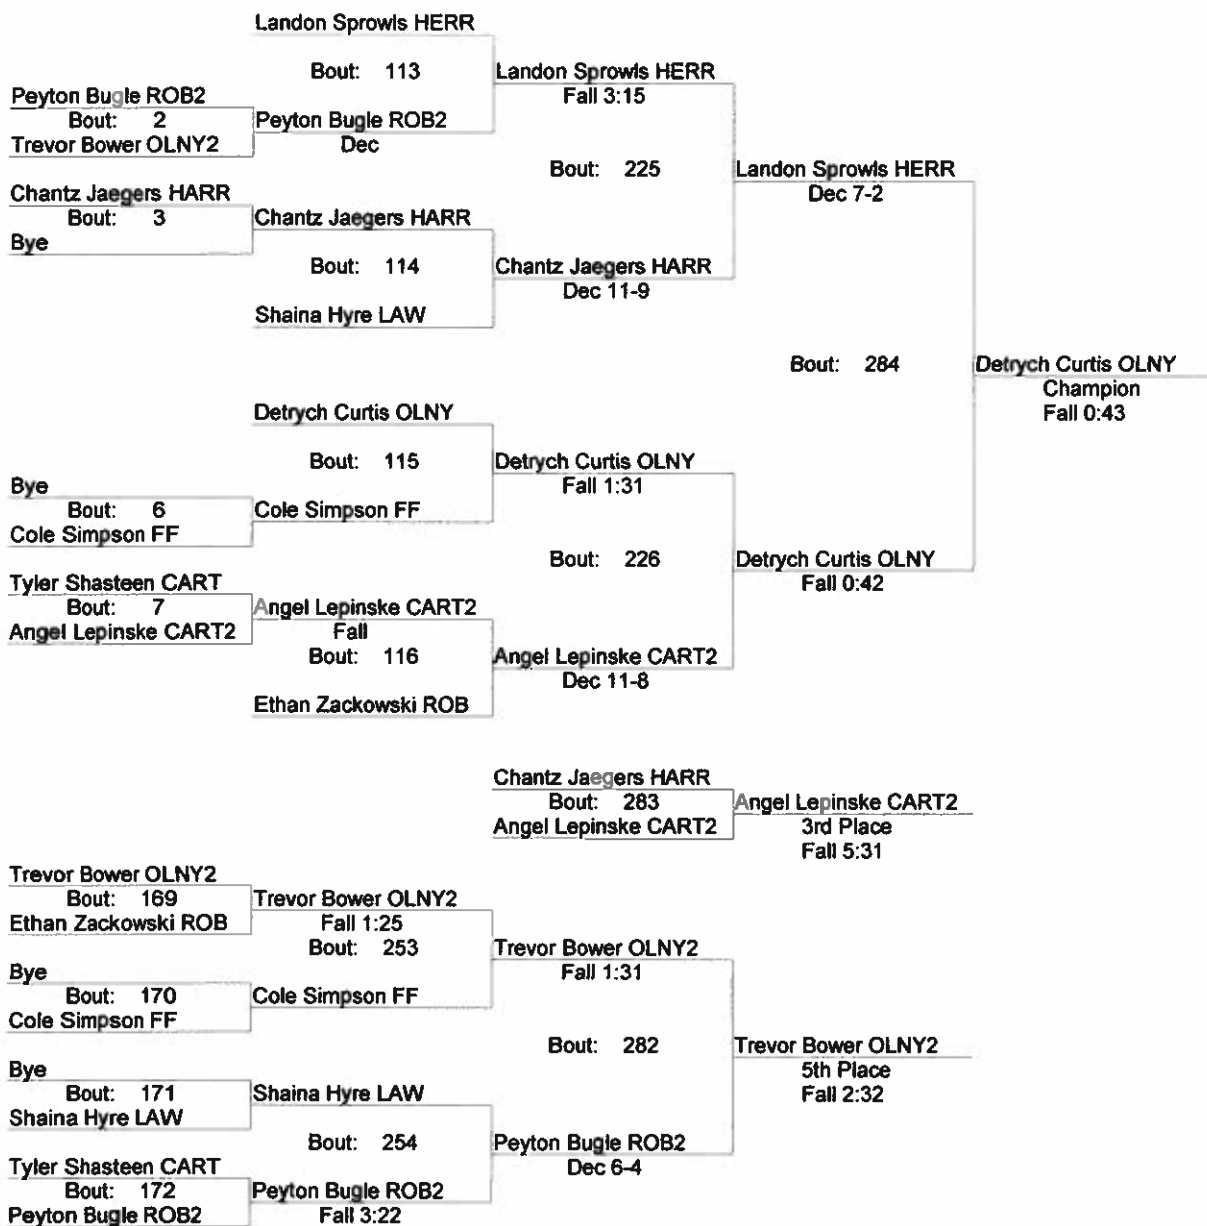 Landon Sprowls HERR
Bout: 113
Landon Sprowls HERR
Fall 3:15
Peyton Bugle ROB2
Bout: 2
Trevor Bower OLNY2
Peyton Bugle ROB2
Dec
Bout: 225
Landon Sprowls HERR
Dec 7-2
Chantz Jaegers HARR
Bout: 3
Bye
Chantz Jaegers HARR
Bout: 114
Chantz Jaegers HARR
Dec 11-9
Shaina Hyre LAW
Bout: 284
Detrych Curtis OLNY
Champion
Fall 0:43
Detrych Curtis OLNY
Bout: 115
Detrych Curtis OLNY
Fall 1:31
Bye
Bout: 6
Cole Simpson FF
Cole Simpson FF
Bout: 226
Detrych Curtis OLNY
Fall 0:42
Tyler Shasteen CART
Bout: 7
Angel Lepinske CART2
Angel Lepinske CART2
Fall
Bout: 116
Angel Lepinske CART2
Dec 11-8
Ethan Zackowski ROB
Chantz Jaegers HARR
Bout: 283
Angel Lepinske CART2
Angel Lepinske CART2
3rd Place
Fall 5:31
Trevor Bower OLNY2
Bout: 169
Ethan Zackowski ROB
Trevor Bower OLNY2
Fall 1:25
Bout: 253
Trevor Bower OLNY2
Fall 1:31
Bye
Bout: 170
Cole Simpson FF
Cole Simpson FF
Bout: 282
Trevor Bower OLNY2
5th Place
Fall 2:32
Bye
Bout: 171
Shaina Hyre LAW
Shaina Hyre LAW
Bout: 254
Peyton Bugle ROB2
Dec 6-4
Tyler Shasteen CART
Bout: 172
Peyton Bugle ROB2
Peyton Bugle ROB2
Fall 3:22